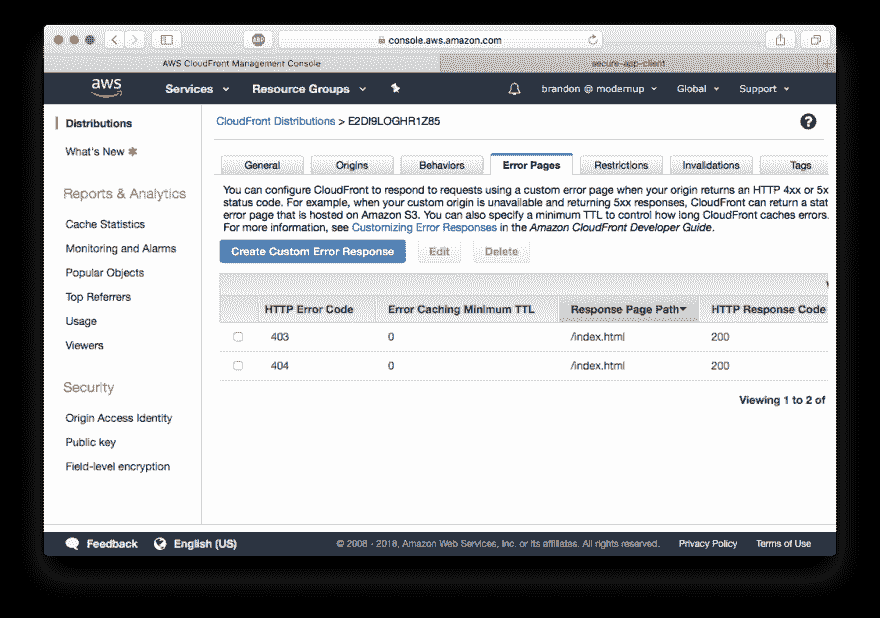 ABP
console.aws.amazon.com
AWS CloudFront Management Console
secure-app-client
aws
Services
Resource Groups
brandon @ modernup
Global
Support
Distributions
What's New
Reports & Analytics
Cache Statistics
Monitoring and Alarms
Popular Objects
Top Referrers
Usage
Viewers
Security
Origin Access Identity
Public key
Field-level encryption
CloudFront Distributions > E2DI9LOGHR1Z85
General
Origins
Behaviors
Error Pages
Restrictions
Invalidations
Tags
You can configure CloudFront to respond to requests using a custom error page when your origin returns an HTTP 4xx or 5x
status code. For example, when your custom origin is unavailable and returning 5xx responses, CloudFront can return a stat
error page that is hosted on Amazon S3. You can also specify a minimum TTL to control how long CloudFront caches errors.
For more information, see Customizing Error Responses in the Amazon CloudFront Developer Guide.
Create Custom Error Response
Edit
Delete
HTTP Error Code
Error Caching Minimum TTL
Response Page Path
HTTP Response Code
403
0
/index.html
200
404
0
/index.html
200
Viewing 1 to 2 of
Feedback
English (US)
© 2008 - 2018, Amazon Web Services, Inc. or its affiliates. All rights reserved.
Privacy Policy
Terms of Use